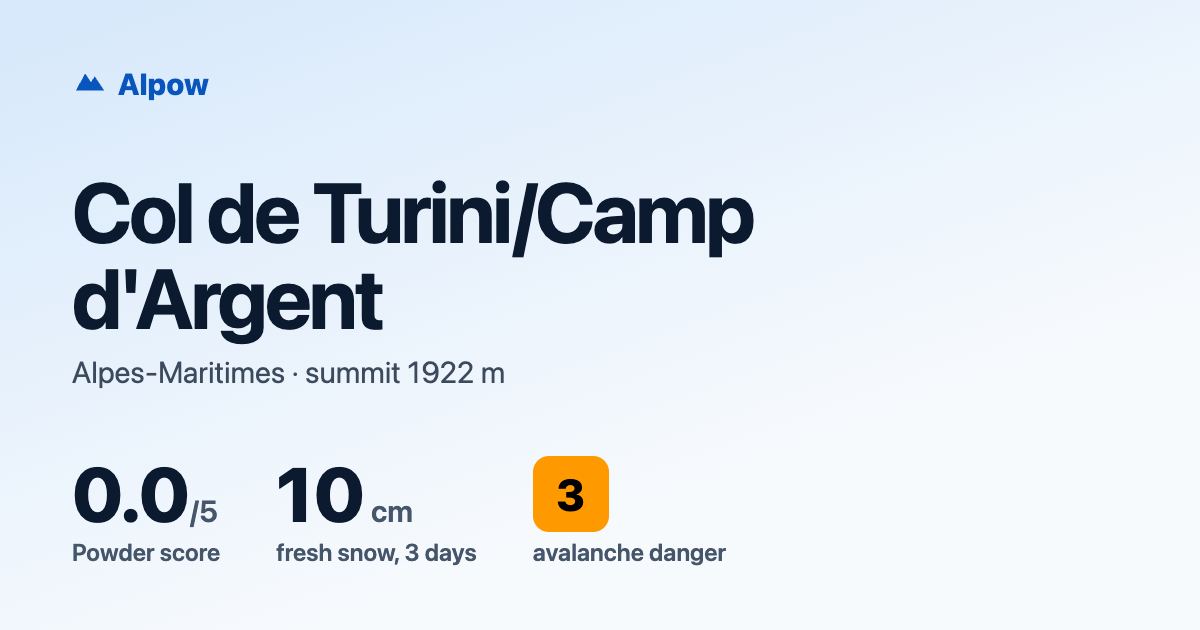 Alpow
Col de Turini/Camp
d'Argent
Alpes-Maritimes · summit 1922 m
0.0/5
Powder score
10 cm
fresh snow, 3 days
3
avalanche danger